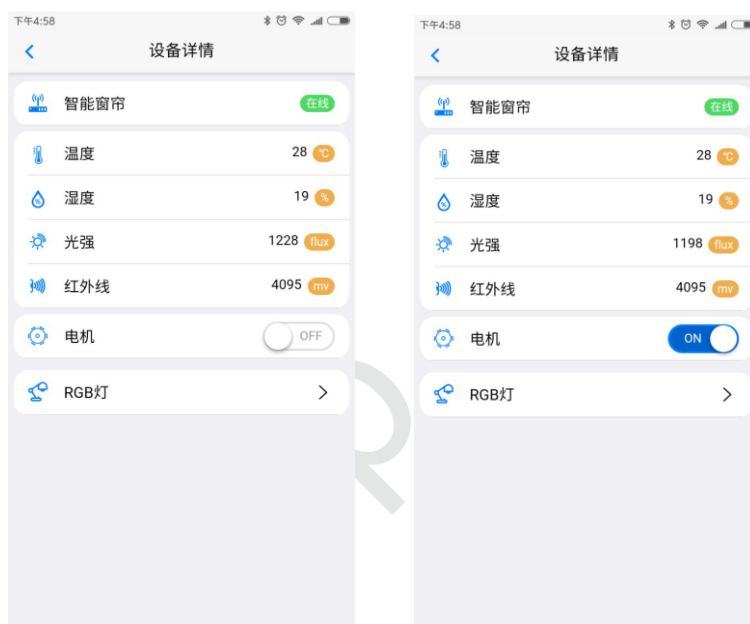 下午4:58
设备详情
智能窗帘 在线
温度 28 ℃
湿度 19 %
光强 1228 flux
红外线 4095 mv
电机 OFF
RGB灯
下午4:58
设备详情
智能窗帘 在线
温度 28 ℃
湿度 19 %
光强 1198 flux
红外线 4095 mv
电机 ON
RGB灯